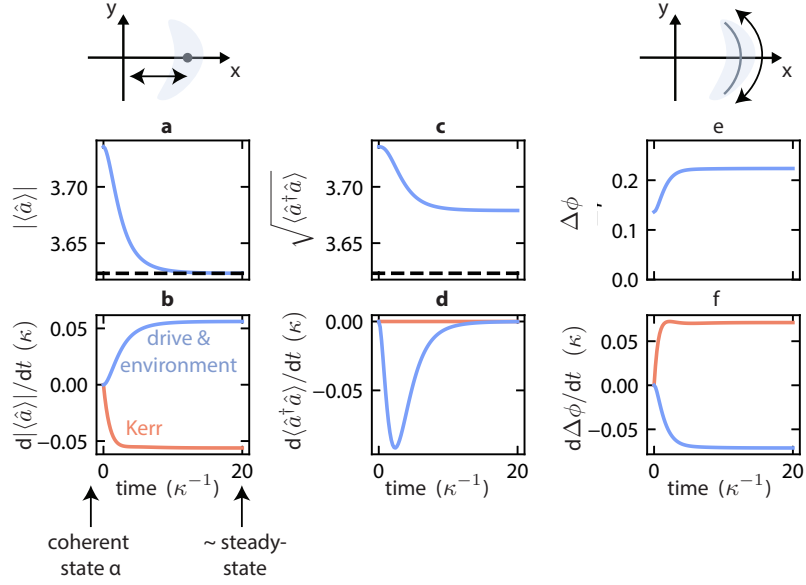 y
x
y
x
a
c
e
|⟨â⟩|
3.70
3.65
√⟨â†â⟩
3.70
3.65
Δϕ
0.2
0.1
0.0
b
d
f
d|⟨â⟩|/dt (κ)
0.05
0.00
−0.05
drive &
environment
Kerr
d⟨â†â⟩/dt (κ)
0.00
−0.05
dΔϕ/dt (κ)
0.05
0.00
−0.05
0
20
0
20
0
20
time (κ⁻¹)
time (κ⁻¹)
time (κ⁻¹)
coherent
state α
~ steady-
state